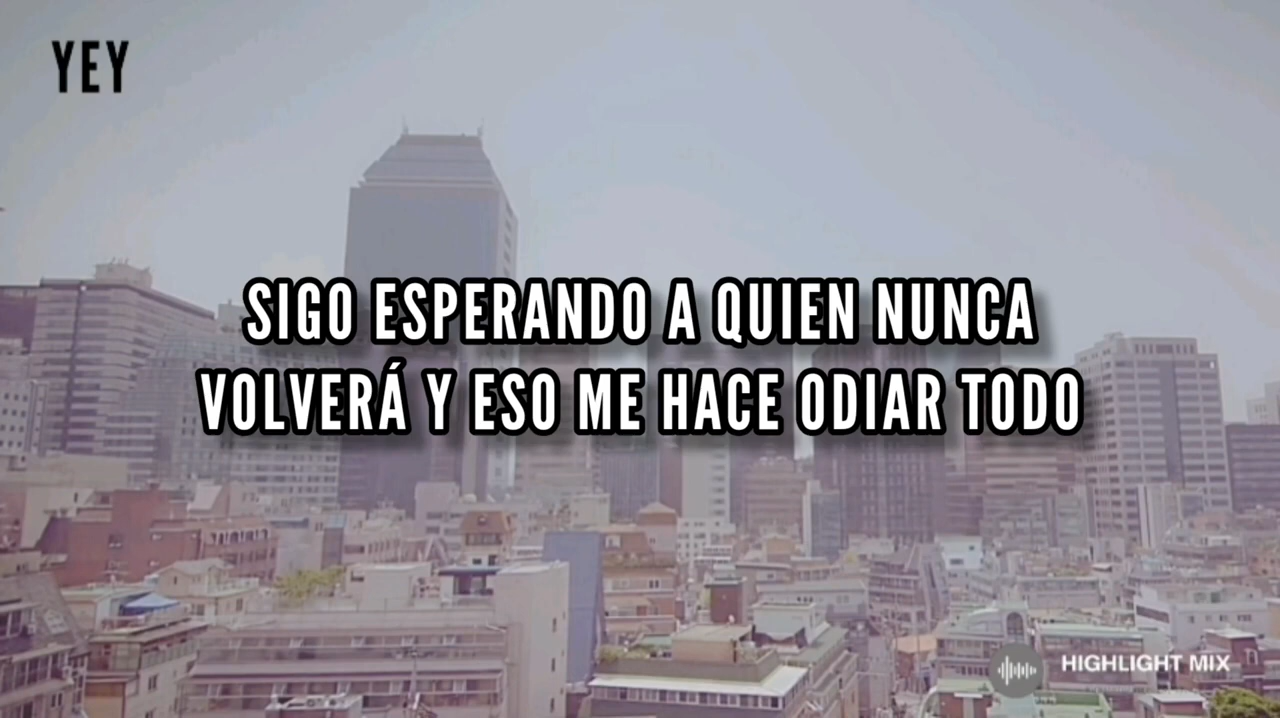 YEY
SIGO ESPERANDO A QUIEN NUNCA
VOLVERÁ Y ESO ME HACE ODIAR TODO
HIGHLIGHT MIX